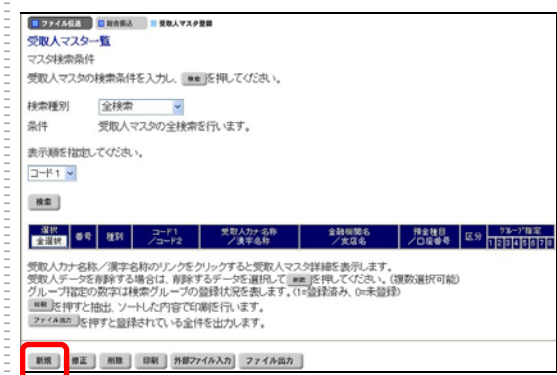 ファイル伝送 総合振込 受取人マスタ登録
受取人マスター覧
マスタ検索条件
受取人マスタの検索条件を入力し、 検索 を押してください。
検索種別 全検索
条件 受取人マスタの全検索を行います。
表示順を指定してください。
コード1
検索
選択 番号 種別 コード1 受取人カナ名称 金融機関名 預金種目 区分 グループ指定
全選択 /コード2 /漢字名称 /支店名 /口座番号 1 2 3 4 5 6 7 8
受取人カナ名称/漢字名称のリンクをクリックすると受取人マスタ詳細を表示します。
受取人データを削除する場合は、削除するデータを選択して 削除 を押してください。(複数選択可能)
グループ指定の数字は検索グループの登録状況を表します。(1=登録済み、0=未登録)
印刷 を押すと抽出、ソートした内容で印刷を行います。
ファイル出力 を押すと登録されている全件を出力します。
新規 修正 削除 印刷 外部ファイル入力 ファイル出力